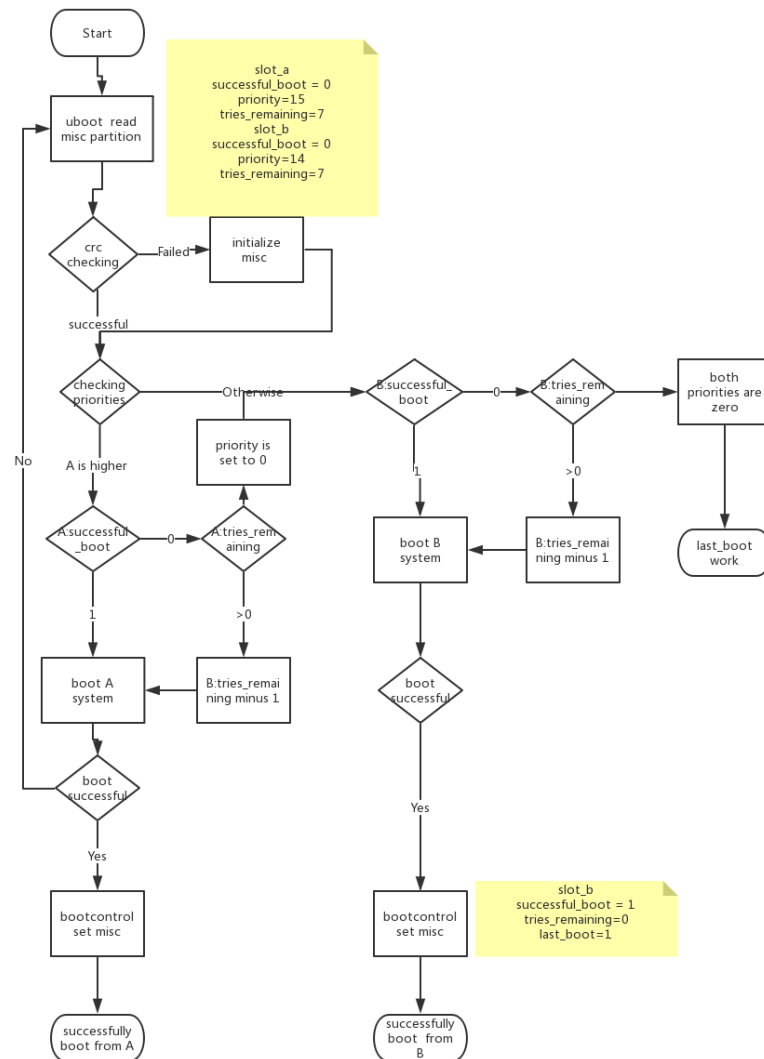 Start
slot_a
successful_boot = 0
priority=15
tries_remaining=7
slot_b
successful_boot = 0
priority=14
tries_remaining=7
uboot read
misc partition
crc
checking
Failed
initialize
misc
successful
checking
priorities
Otherwise
B:successful_
boot
0
B:tries_rem
aining
both
priorities are
zero
No
A is higher
priority is
set to 0
1
>0
A:successful
_boot
0
A:tries_rem
aining
boot B
system
B:tries_remai
ning minus 1
last_boot
work
1
>0
boot A
system
B:tries_remai
ning minus 1
boot
successful
boot
successful
Yes
Yes
bootcontrol
set misc
bootcontrol
set misc
slot_b
successful_boot = 1
tries_remaining=0
last_boot=1
successfully
boot from A
successfully
boot from
B